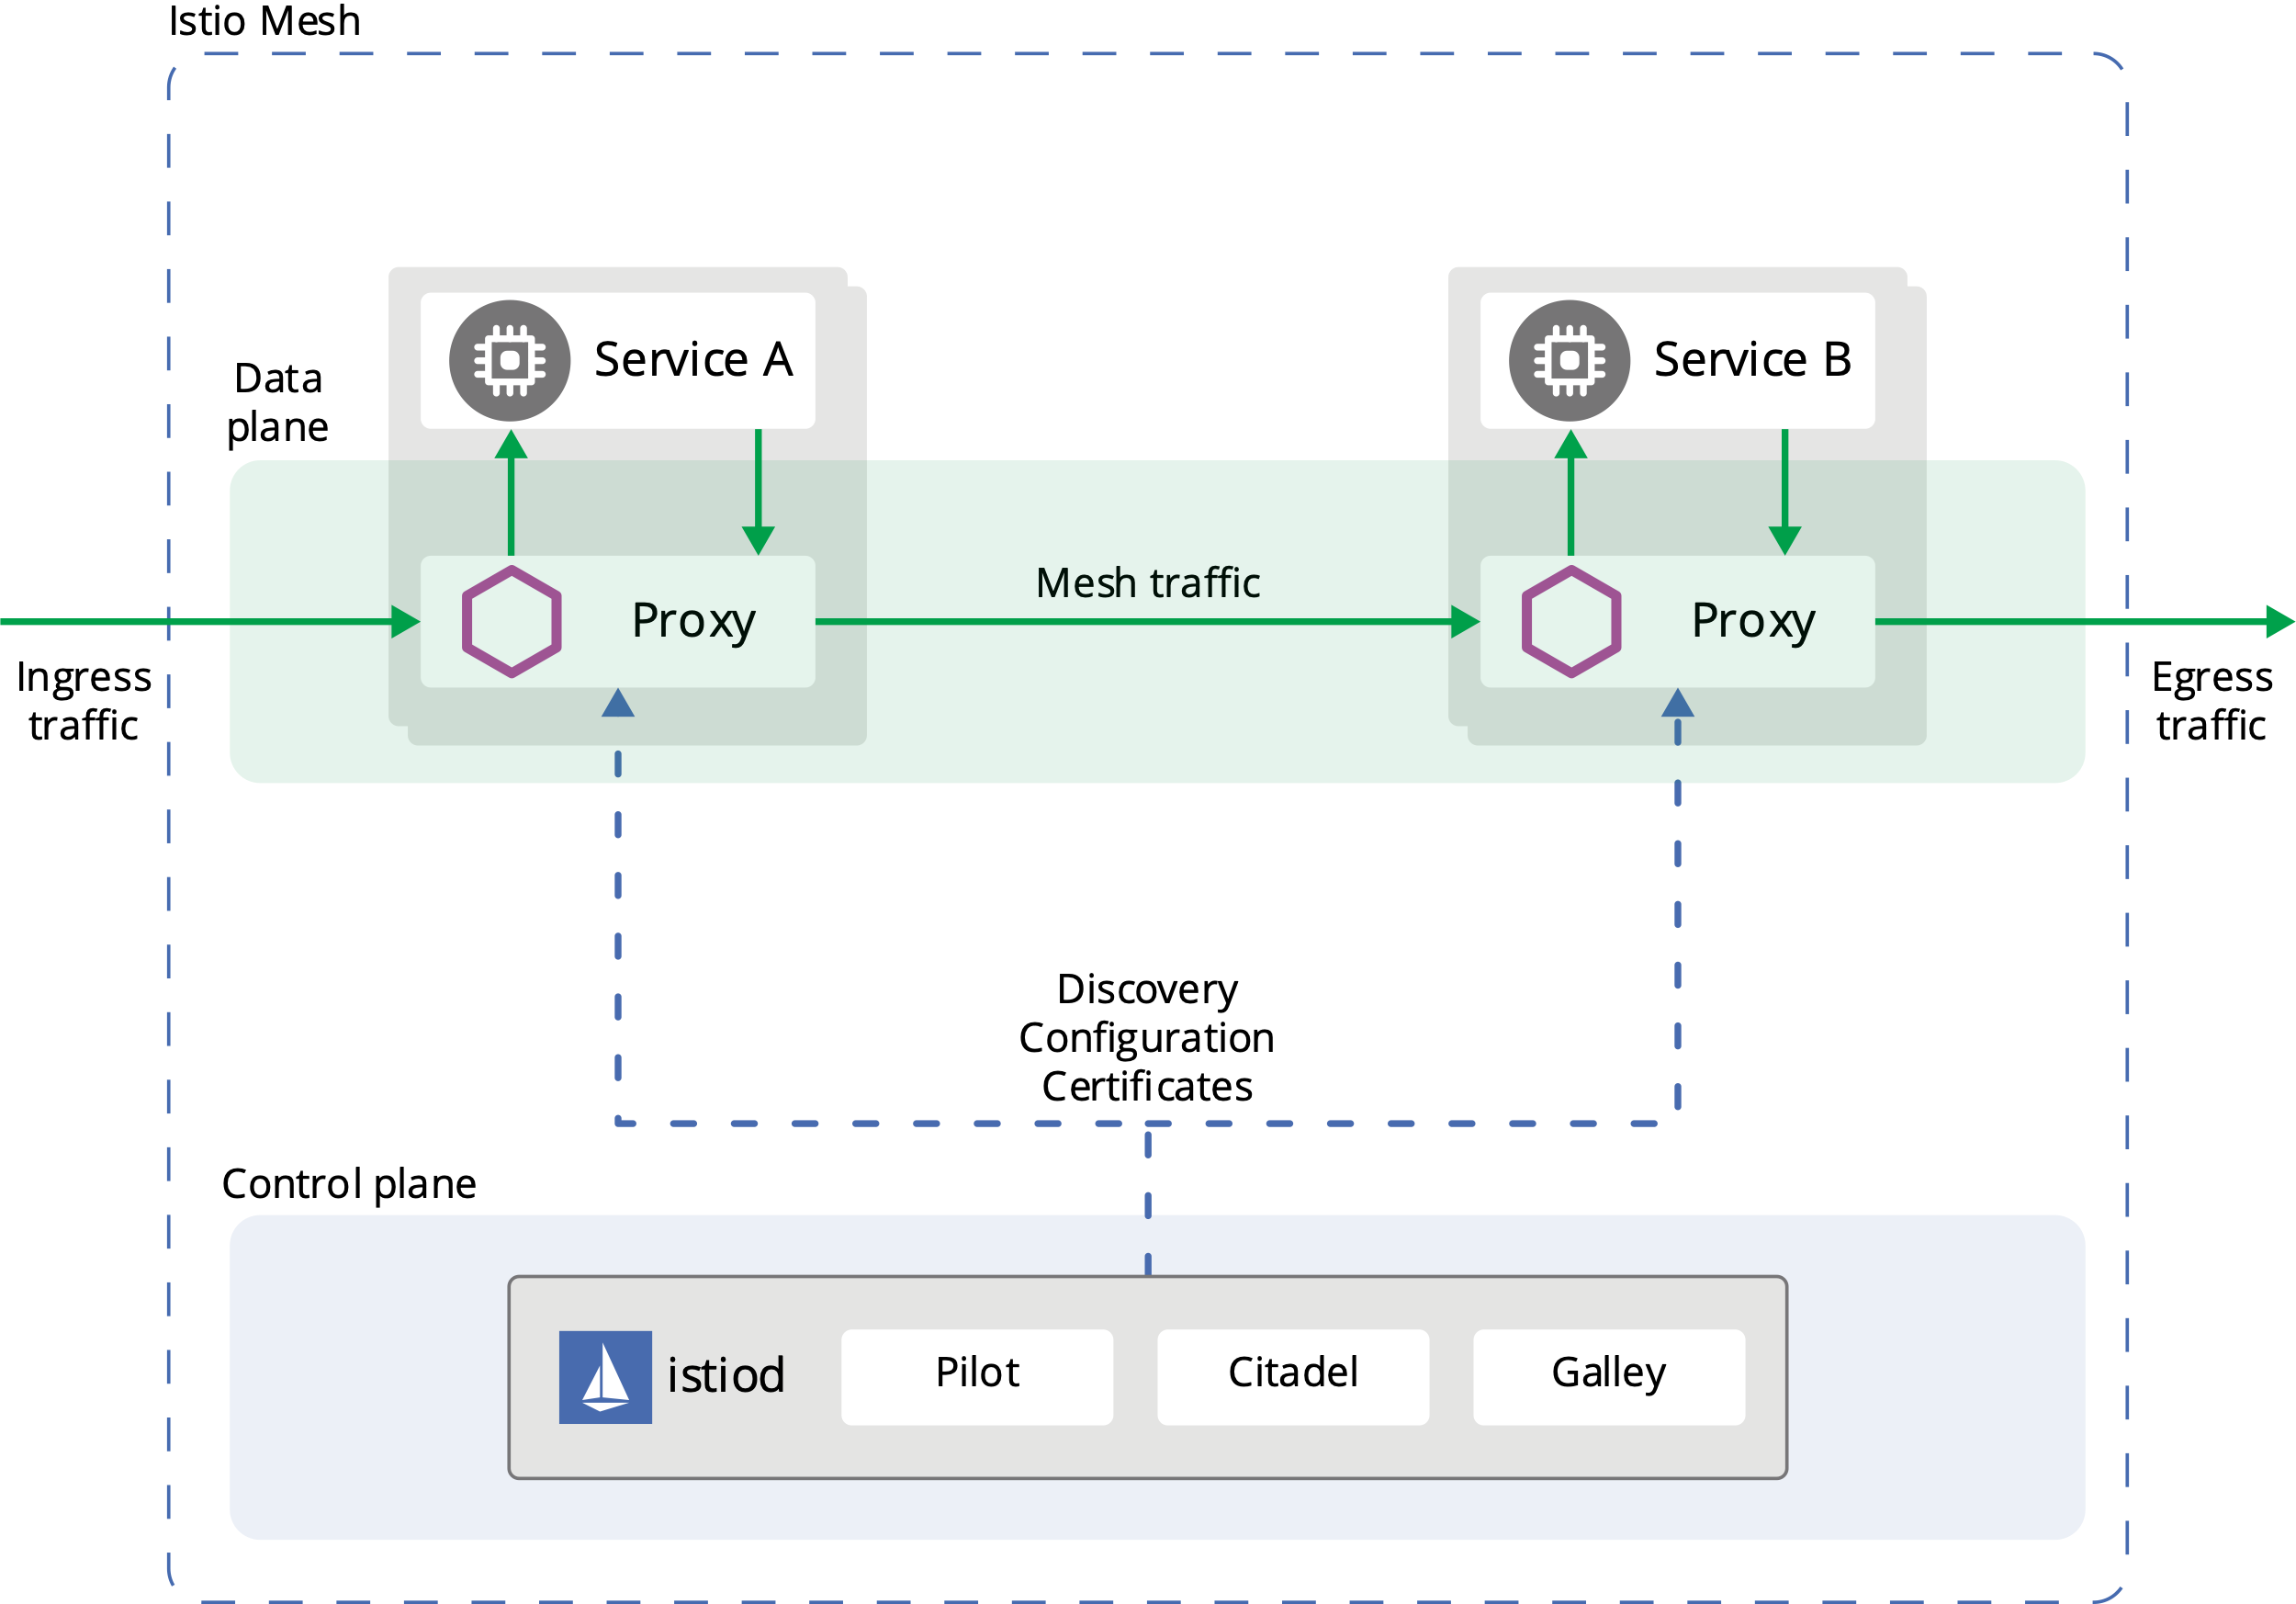 Istio Mesh
Service A
Service B
Data
plane
Proxy
Mesh traffic
Proxy
Ingress
traffic
Egress
traffic
Discovery
Configuration
Certificates
Control plane
istiod
Pilot
Citadel
Galley